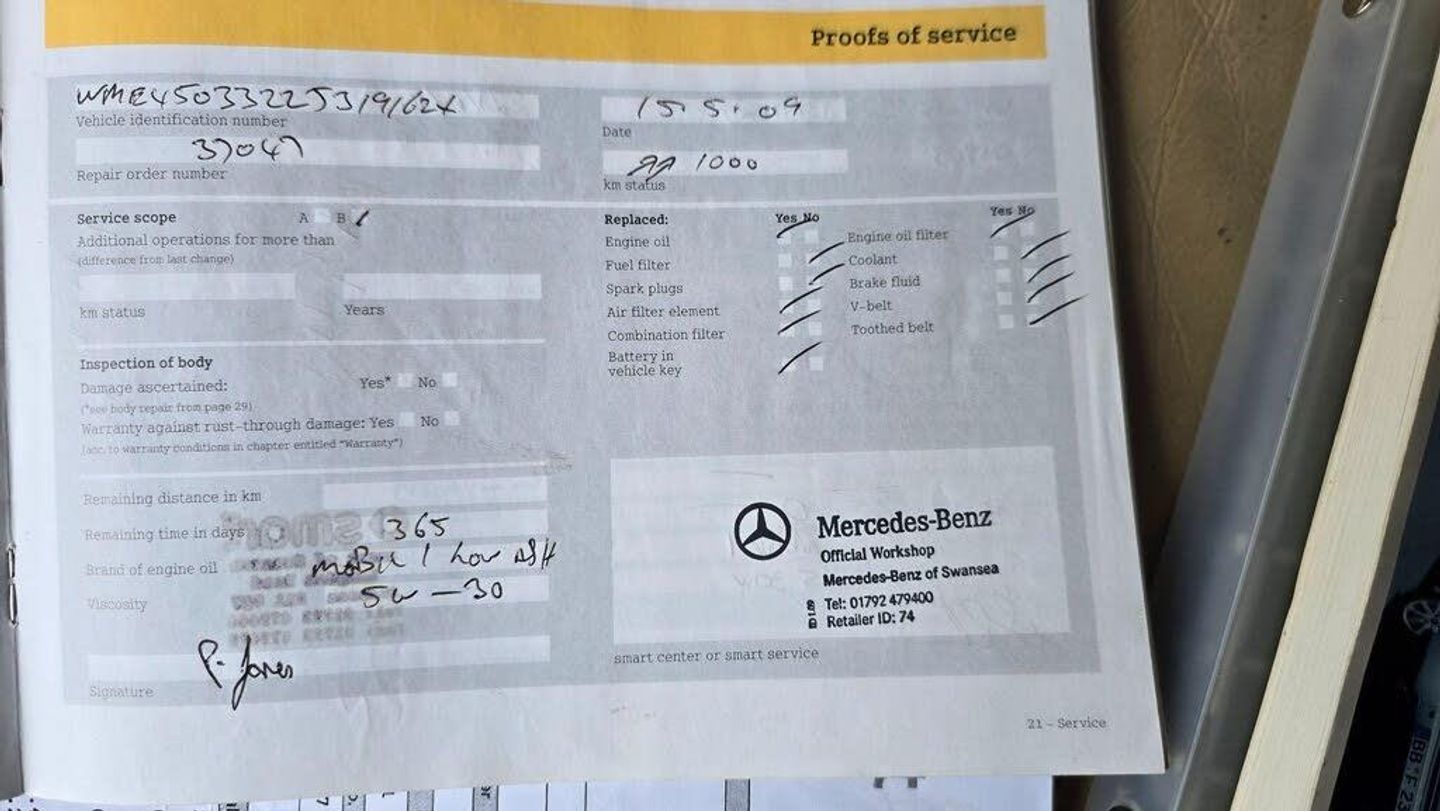 Proofs of service
WME4503322J319162K
Vehicle identification number
37047
Repair order number
15.5.09
Date
1000
km status
Service scope A B
Additional operations for more than
(difference from last change)
km status Years
Inspection of body
Damage ascertained: Yes* No
(*see body repair from page 29)
Warranty against rust-through damage: Yes No
(acc. to warranty conditions in chapter entitled "Warranty")
Remaining distance in km
Remaining time in days 365
Brand of engine oil MOBIL 1 LOW ASH
Viscosity 5W-30
P. Jones
Signature
Replaced: Yes No
Engine oil
Fuel filter
Spark plugs
Air filter element
Combination filter
Battery in
vehicle key
Yes No
Engine oil filter
Coolant
Brake fluid
V-belt
Toothed belt
Mercedes-Benz
Official Workshop
Mercedes-Benz of Swansea
Tel: 01792 479400
Retailer ID: 74
smart center or smart service
21 - Service